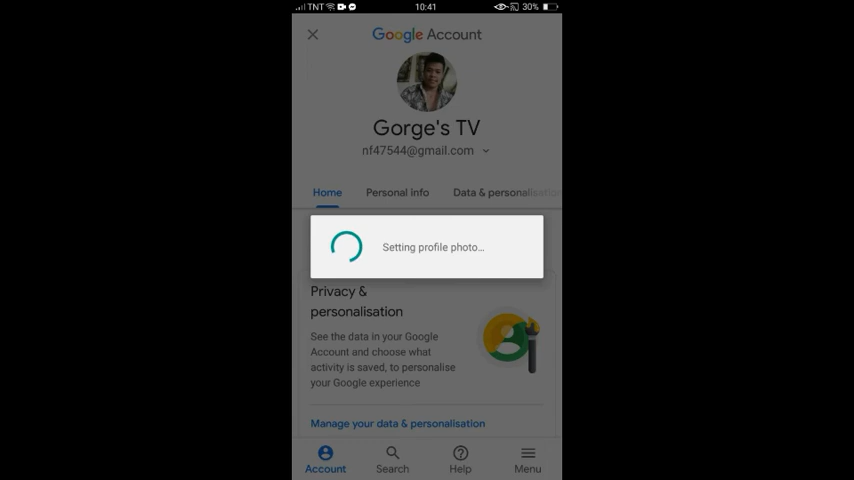 TNT 10:41 30%
Google Account
Gorge's TV
nf47544@gmail.com
Home Personal info Data & personalisation
Setting profile photo...
Privacy &
personalisation
See the data in your Google
Account and choose what
activity is saved, to personalise
your Google experience
Manage your data & personalisation
Account Search Help Menu